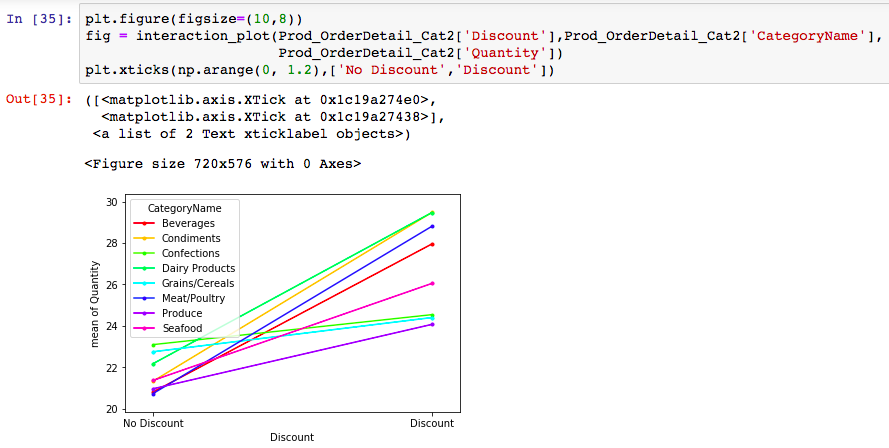 In [35]: plt.figure(figsize=(10,8))
fig = interaction_plot(Prod_OrderDetail_Cat2['Discount'],Prod_OrderDetail_Cat2['CategoryName'],
Prod_OrderDetail_Cat2['Quantity'])
plt.xticks(np.arange(0, 1.2),['No Discount','Discount'])
Out[35]: ([<matplotlib.axis.XTick at 0x1c19a274e0>,
<matplotlib.axis.XTick at 0x1c19a27438>],
<a list of 2 Text xticklabel objects>)
<Figure size 720x576 with 0 Axes>
CategoryName
Beverages
Condiments
Confections
Dairy Products
Grains/Cereals
Meat/Poultry
Produce
Seafood
mean of Quantity
30
28
26
24
22
20
No Discount Discount
Discount